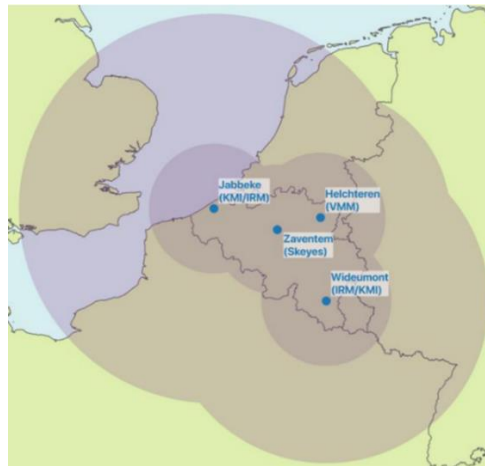 Jabbeke
(KMI/IRM)
Helchteren
(VMM)
Zaventem
(Skeyes)
Wideumont
(IRM/KMI)